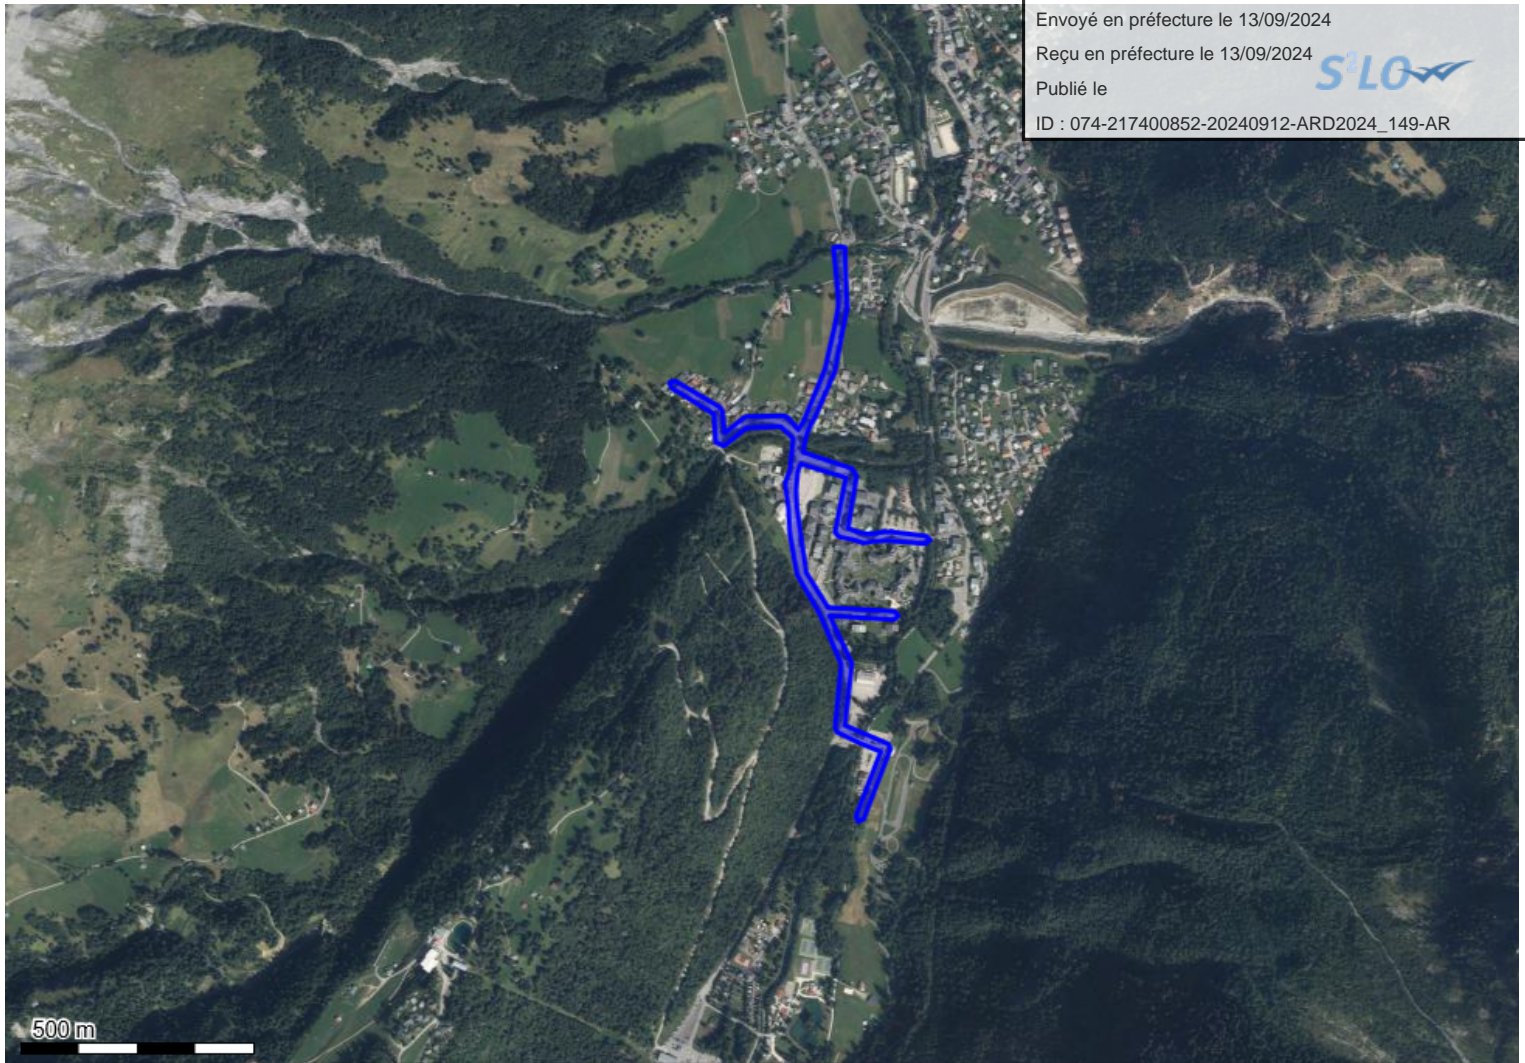 Envoyé en préfecture le 13/09/2024
Reçu en préfecture le 13/09/2024
S²LOW
Publié le
ID : 074-217400852-20240912-ARD2024_149-AR
500 m